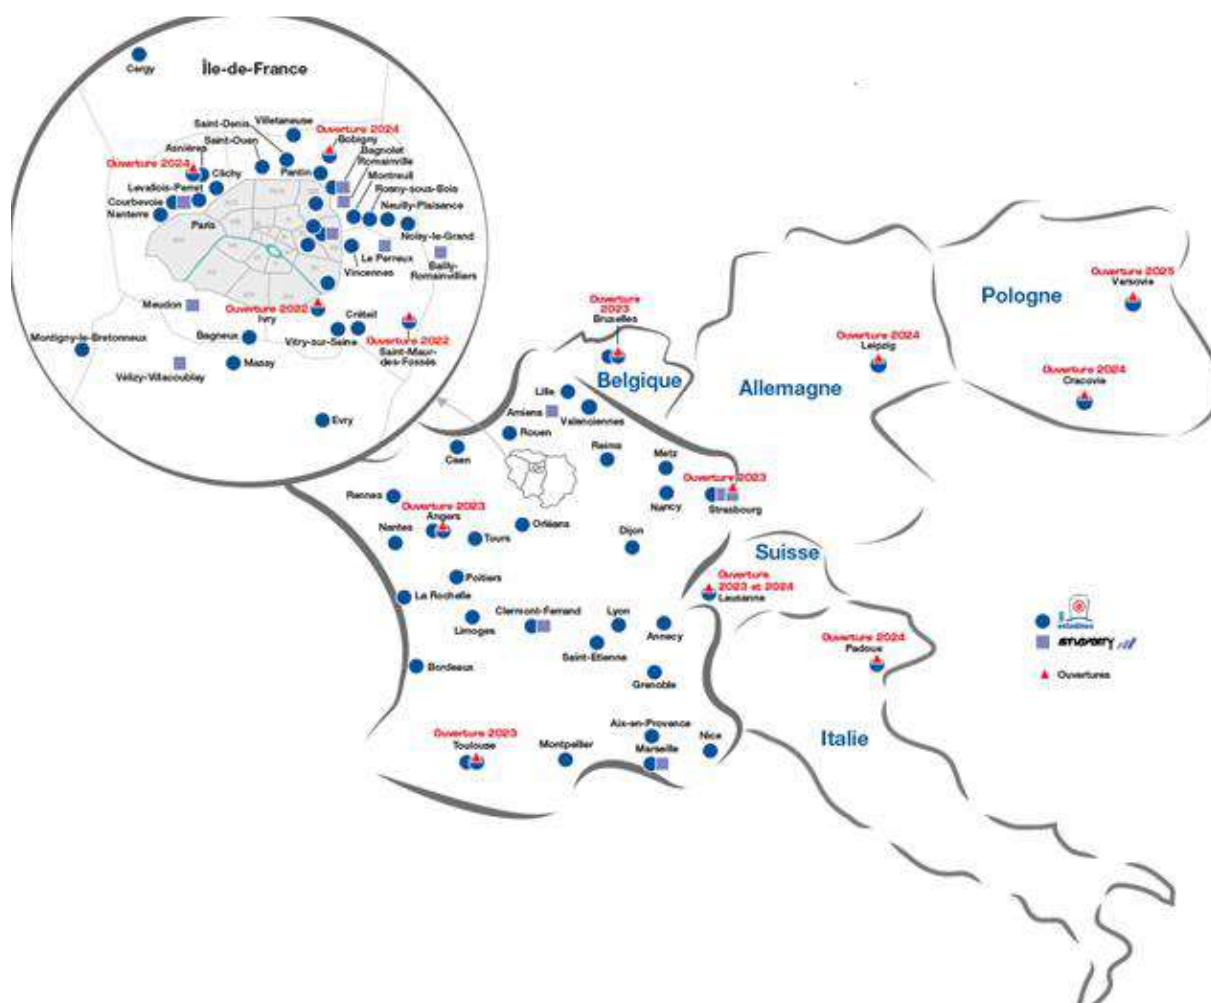 Cergy
Île-de-France
Villetaneuse
Saint-Denis
Saint-Ouen
Asnières
Ouverture 2024
Bobigny
Bagnolet
Romainville
Montreuil
Rosny-sous-Bois
Neuilly-Plaisance
Ouverture 2024
Clichy
Pantin
Levallois-Perret
Courbevoie
Nanterre
Paris
Noisy-le-Grand
Le Perreux
Bailly-
Romainvilliers
Vincennes
Meudon
Ouverture 2022
Ivry
Créteil
Vitry-sur-Seine
Ouverture 2022
Saint-Maur-
des-Fossés
Montigny-le-Bretonneux
Bagneux
Massy
Vélizy-Villacoublay
Evry
Ouverture 2023
Bruxelles
Belgique
Allemagne
Ouverture 2024
Leipzig
Pologne
Ouverture 2025
Varsovie
Ouverture 2024
Cracovie
Lille
Amiens
Valenciennes
Rouen
Caen
Reims
Metz
Ouverture 2023
Strasbourg
Nancy
Rennes
Ouverture 2023
Angers
Nantes
Tours
Orléans
Dijon
Suisse
Ouverture
2023 et 2024
Lausanne
Poitiers
La Rochelle
Limoges
Clermont-Ferrand
Lyon
Saint-Etienne
Annecy
Grenoble
Bordeaux
Ouverture 2024
Padoue
Italie
Ouverture 2023
Toulouse
Montpellier
Aix-en-Provence
Marseille
Nice
Ouvertures